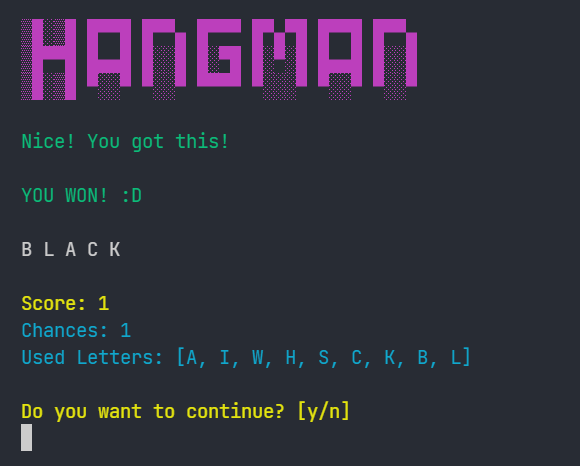 HANGMAN
Nice! You got this!
YOU WON! :D
B L A C K
Score: 1
Chances: 1
Used Letters: [A, I, W, H, S, C, K, B, L]
Do you want to continue? [y/n]